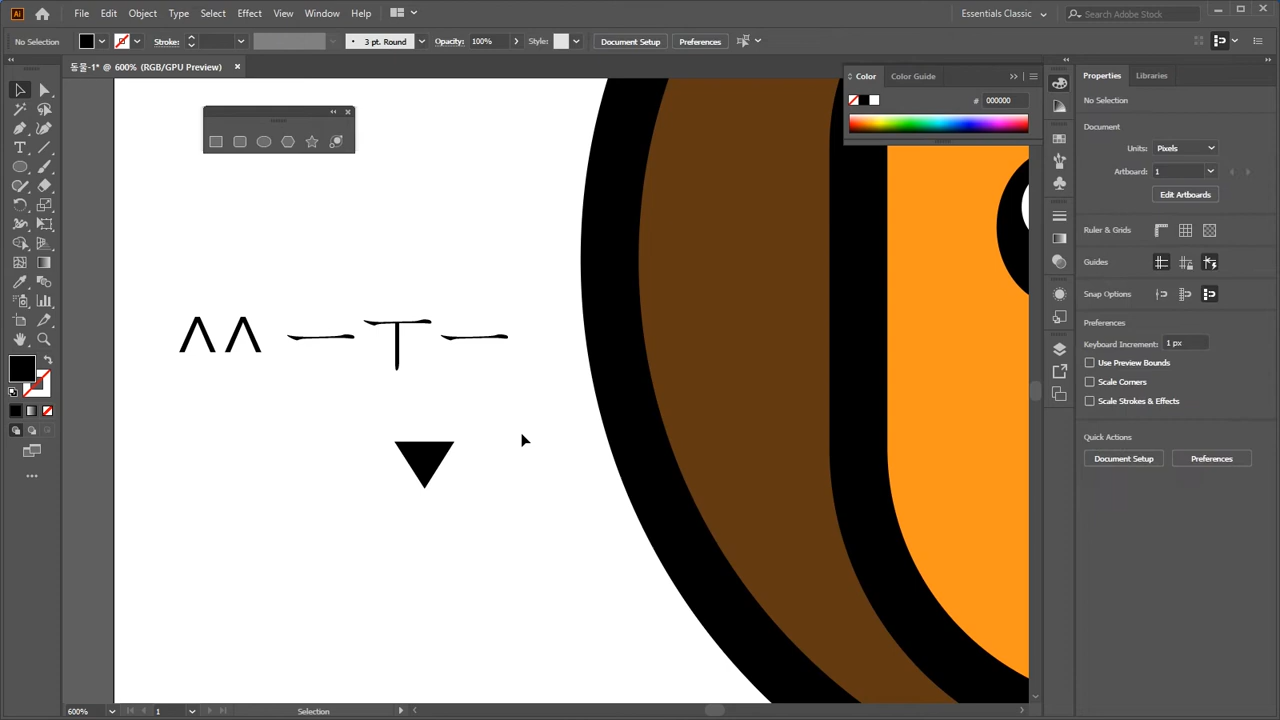 Ai File Edit Object Type Select Effect View Window Help Essentials Classic Search Adobe Stock
No Selection Stroke: 3 pt. Round Opacity: 100% Style: Document Setup Preferences
동물-1* @ 600% (RGB/GPU Preview)
Color Color Guide
# 000000
Properties Libraries
No Selection
Document
Units: Pixels
Artboard: 1
Edit Artboards
Ruler & Grids
Guides
Snap Options
Preferences
Keyboard Increment: 1 px
Use Preview Bounds
Scale Corners
Scale Strokes & Effects
Quick Actions
Document Setup Preferences
^^ ㅡㅜㅡ
600% 1 Selection